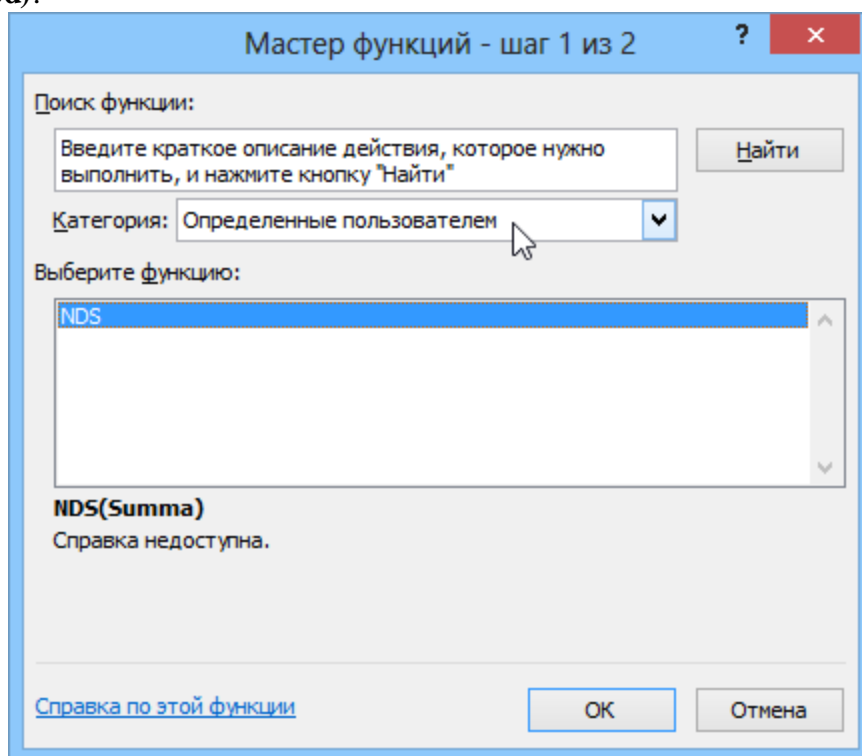 Мастер функций - шаг 1 из 2 ?
Поиск функции:
Введите краткое описание действия, которое нужно
выполнить, и нажмите кнопку "Найти"
Найти
Категория: Определенные пользователем
Выберите функцию:
NDS
NDS(Summa)
Справка недоступна.
Справка по этой функции
ОК
Отмена